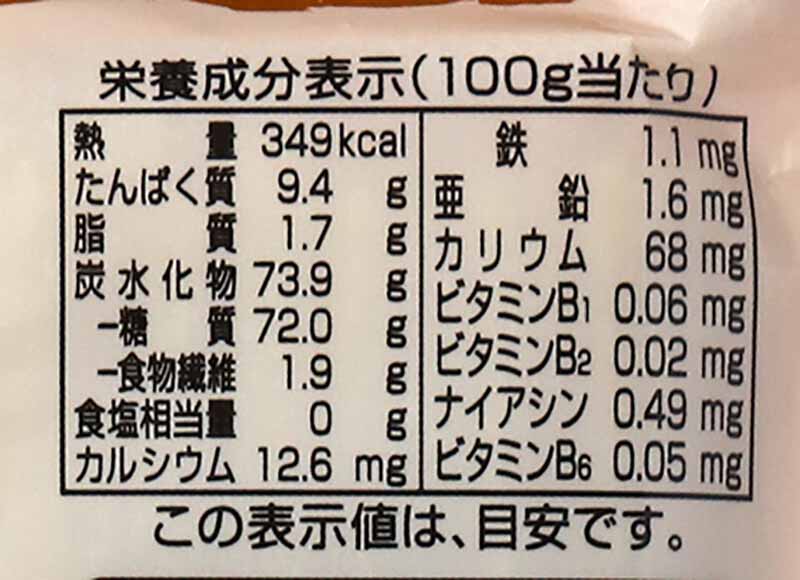 栄養成分表示(100g当たり)
熱量 349kcal
たんぱく質 9.4 g
脂質 1.7 g
炭水化物 73.9 g
-糖質 72.0 g
-食物繊維 1.9 g
食塩相当量 0 g
カルシウム 12.6 mg
鉄 1.1 mg
亜鉛 1.6 mg
カリウム 68 mg
ビタミンB1 0.06 mg
ビタミンB2 0.02 mg
ナイアシン 0.49 mg
ビタミンB6 0.05 mg
この表示値は、目安です。